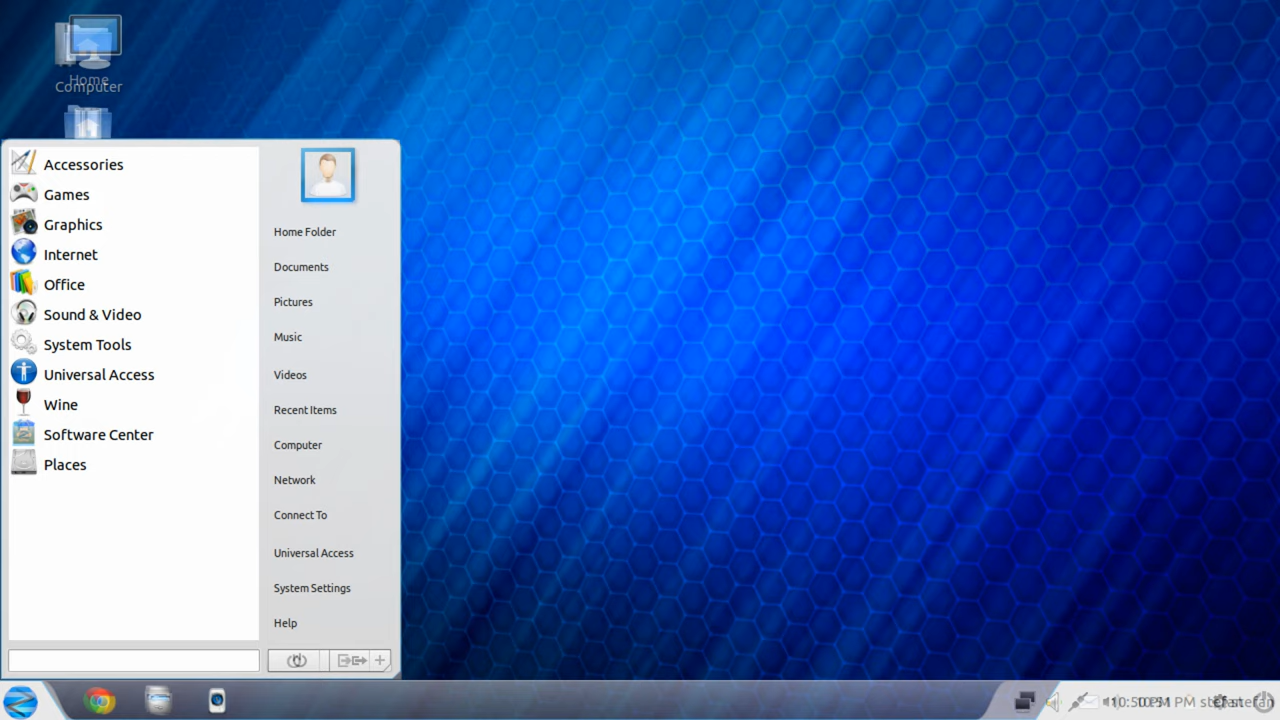 Home
Computer
Accessories
Games
Graphics
Internet
Office
Sound & Video
System Tools
Universal Access
Wine
Software Center
Places
Home Folder
Documents
Pictures
Music
Videos
Recent Items
Computer
Network
Connect To
Universal Access
System Settings
Help